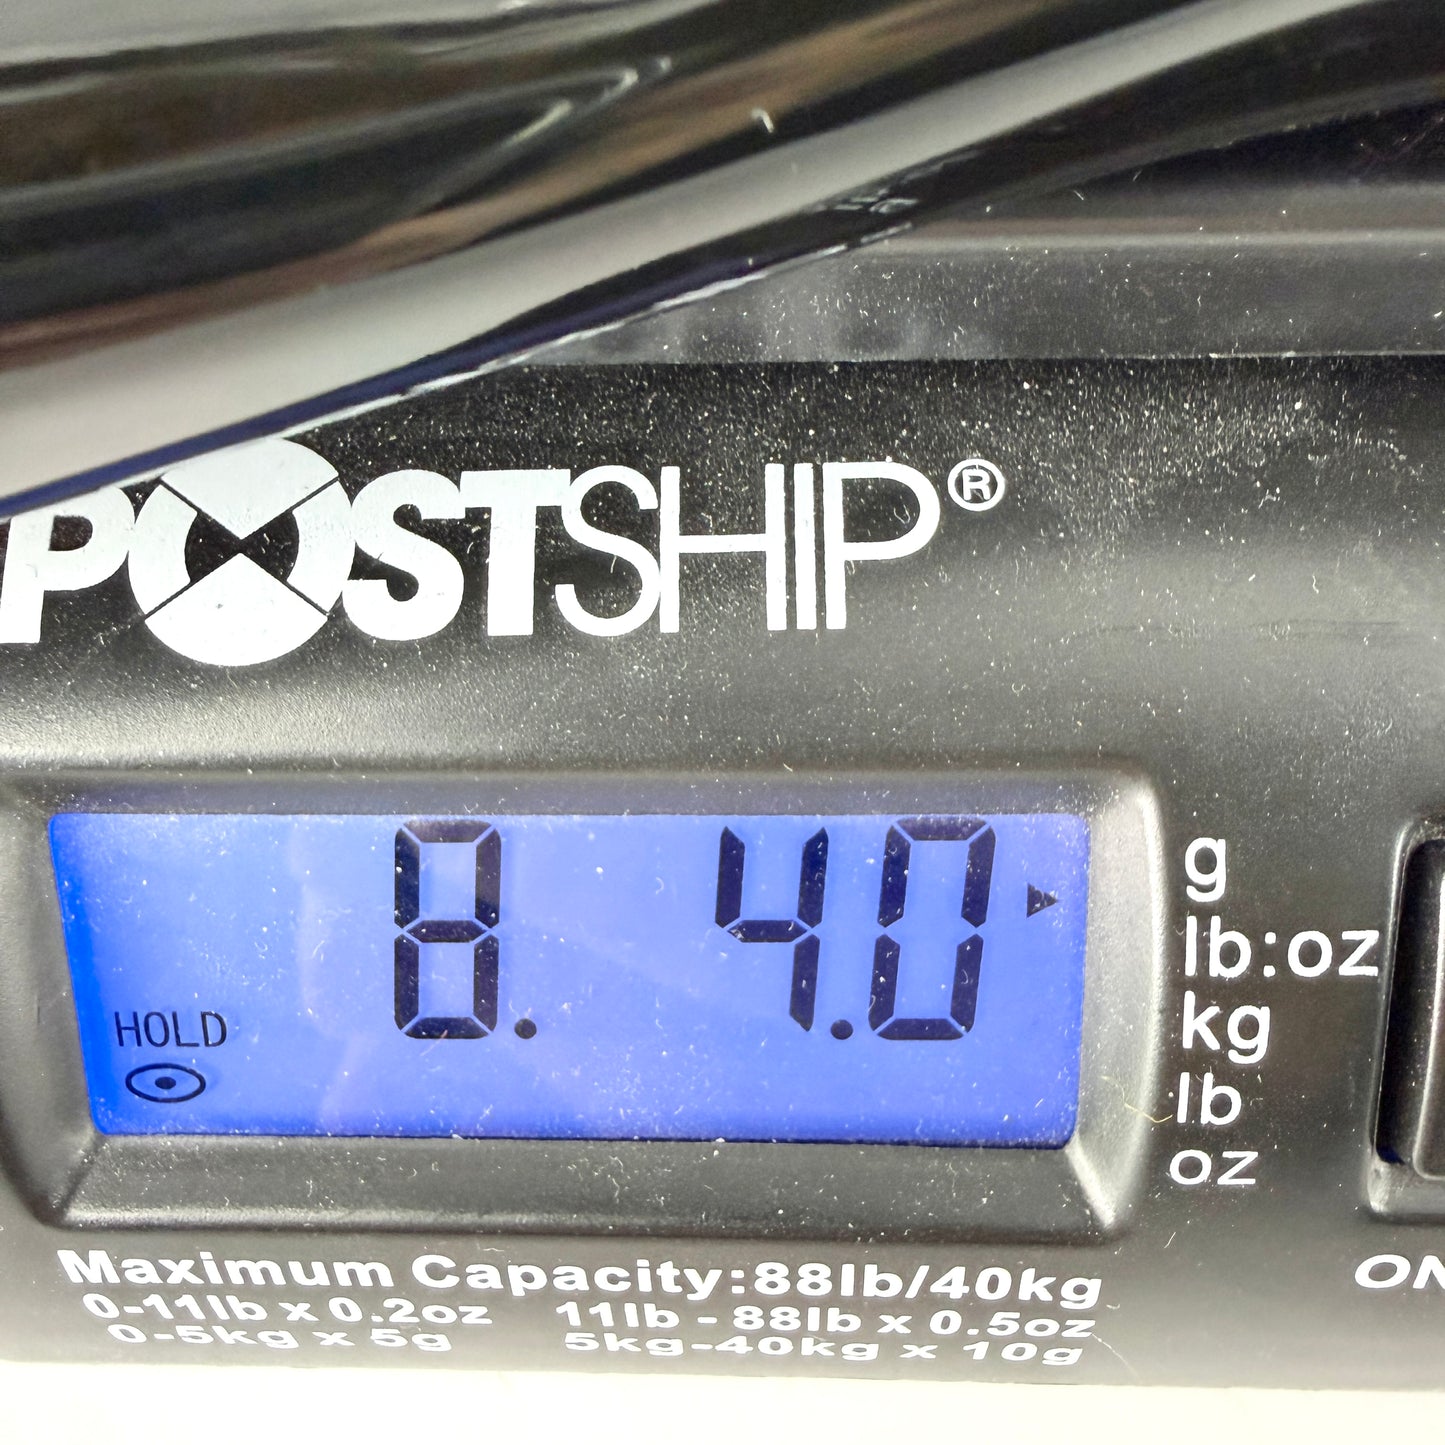 POSTSHIP®
8. 4.0
HOLD
g
lb:oz
kg
lb
oz
Maximum Capacity:88lb/40kg
0-11lb x 0.2oz 11lb - 88lb x 0.5oz
0-5kg x 5g 5kg-40kg x 10g